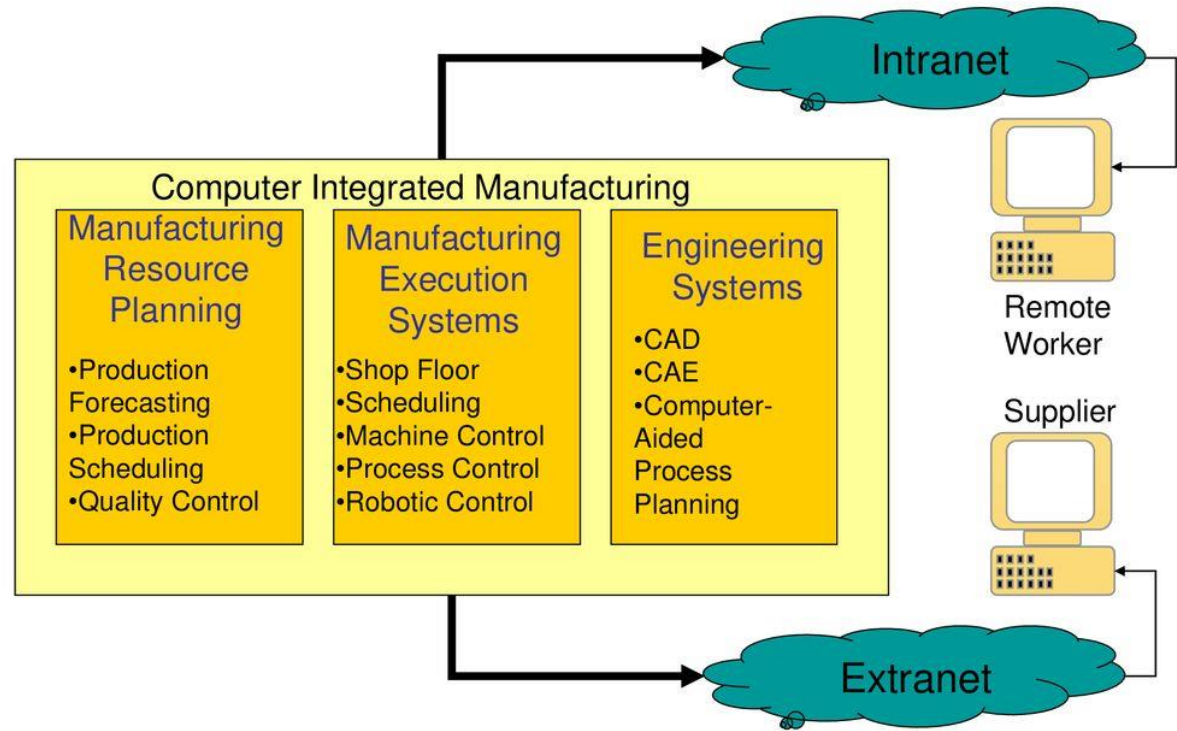 Intranet
Computer Integrated Manufacturing
Manufacturing
Resource
Planning
•Production
Forecasting
•Production
Scheduling
•Quality Control
Manufacturing
Execution
Systems
•Shop Floor
•Scheduling
•Machine Control
•Process Control
•Robotic Control
Engineering
Systems
•CAD
•CAE
•Computer-
Aided
Process
Planning
Remote
Worker
Supplier
Extranet